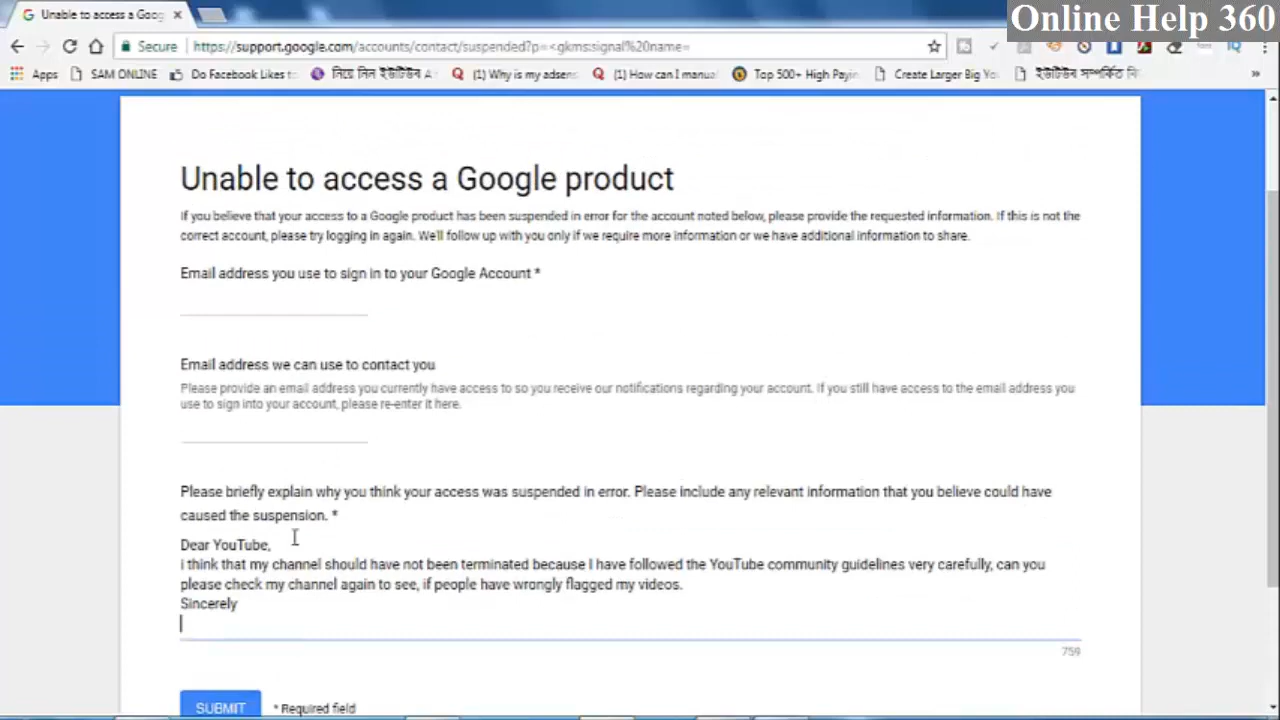 Online Help 360
Unable to access a Goog
Secure https://support.google.com/accounts/contact/suspended?p=<gkms:signal%20name=
Apps SAM ONLINE Do Facebook Likes t (1) Why is my adsen (1) How can I manua Top 500+ High Payin Create Larger Big Yo
Unable to access a Google product
If you believe that your access to a Google product has been suspended in error for the account noted below, please provide the requested information. If this is not the
correct account, please try logging in again. We'll follow up with you only if we require more information or we have additional information to share.
Email address you use to sign in to your Google Account *
Email address we can use to contact you
Please provide an email address you currently have access to so you receive our notifications regarding your account. If you still have access to the email address you
use to sign into your account, please re-enter it here.
Please briefly explain why you think your access was suspended in error. Please include any relevant information that you believe could have
caused the suspension. *
Dear YouTube,
i think that my channel should have not been terminated because I have followed the YouTube community guidelines very carefully, can you
please check my channel again to see, if people have wrongly flagged my videos.
Sincerely
759
SUBMIT * Required field